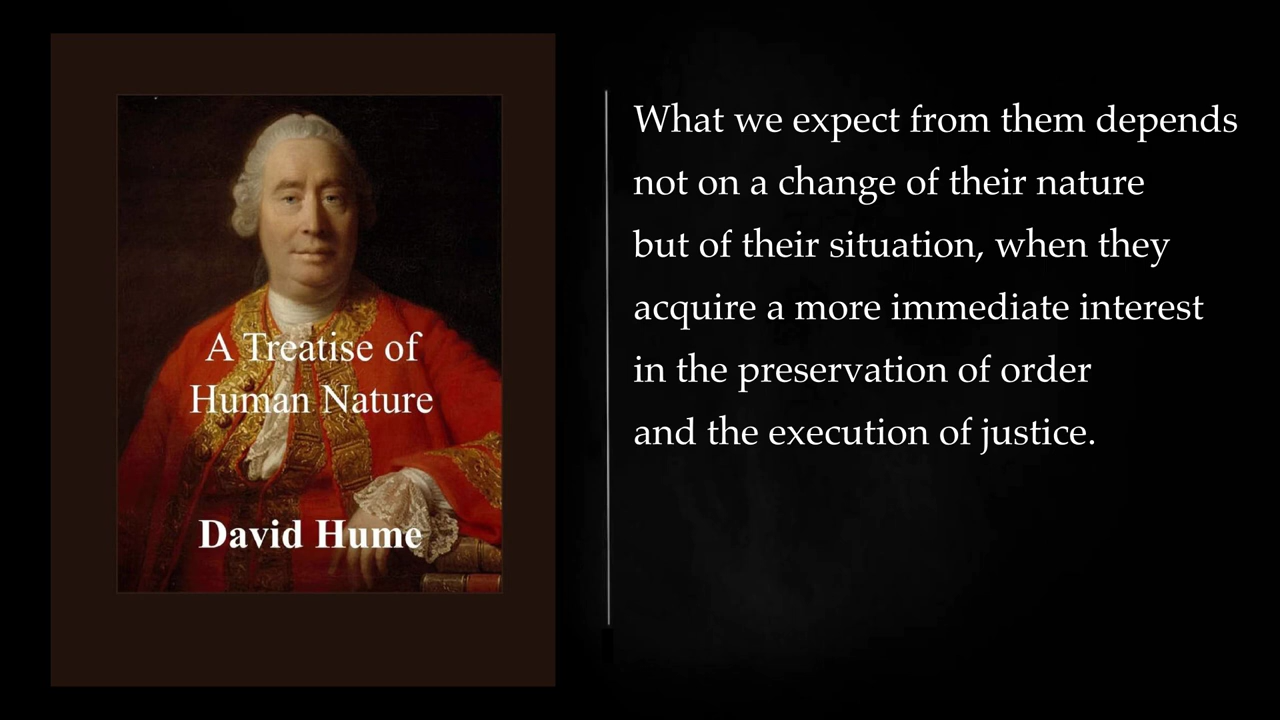 A Treatise of
Human Nature
David Hume
What we expect from them depends
not on a change of their nature
but of their situation, when they
acquire a more immediate interest
in the preservation of order
and the execution of justice.